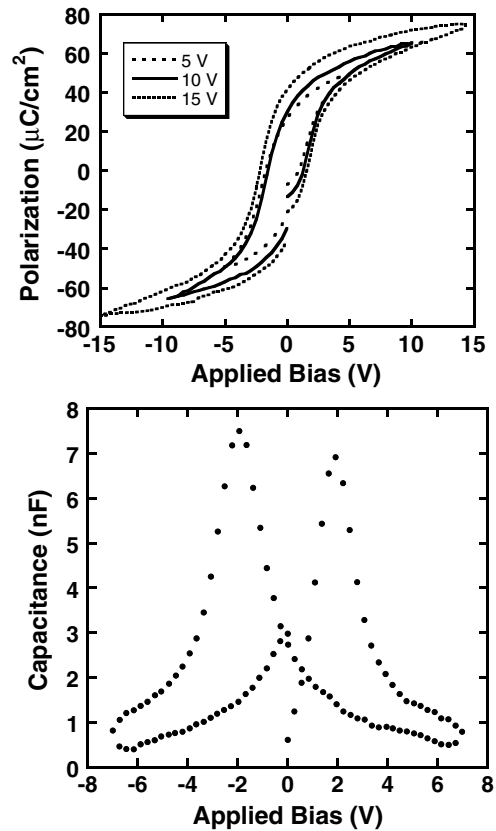 80
60
40
20
0
-20
-40
-60
-80
Polarization (μC/cm²)
5 V
10 V
15 V
-15 -10 -5 0 5 10 15
Applied Bias (V)
8
7
6
5
4
3
2
1
0
Capacitance (nF)
-8 -6 -4 -2 0 2 4 6 8
Applied Bias (V)